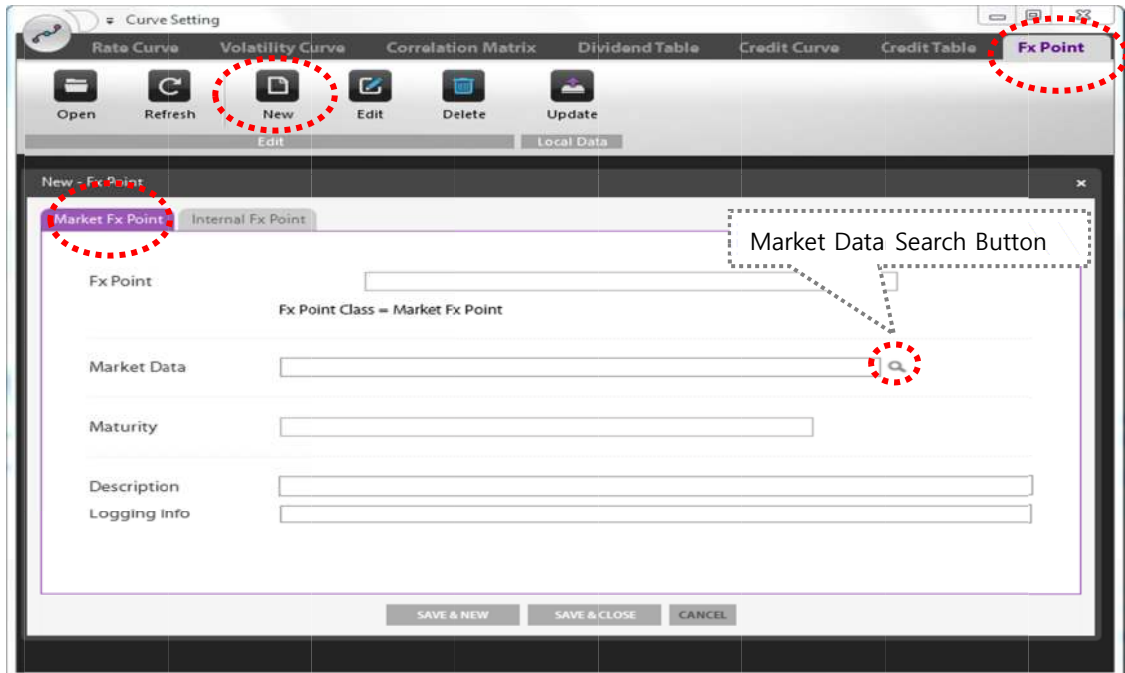 Curve Setting
Rate Curve Volatility Curve Correlation Matrix Dividend Table Credit Curve Credit Table Fx Point
Open Refresh New Edit Delete Update
Edit Local Data
New - Fx Point
Market Fx Point Internal Fx Point
Market Data Search Button
Fx Point
Fx Point Class = Market Fx Point
Market Data
Maturity
Description
Logging Info
SAVE & NEW SAVE & CLOSE CANCEL